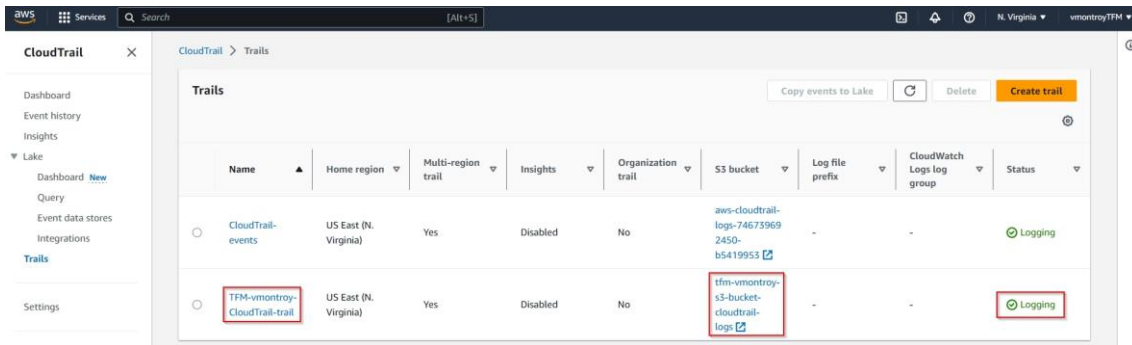 aws
Services
Search
[Alt+S]
N. Virginia
vmontroyTFM
CloudTrail
CloudTrail > Trails
Dashboard
Event history
Insights
Lake
Dashboard New
Query
Event data stores
Integrations
Trails
Settings
Trails
Copy events to Lake
Delete
Create trail
Name
Home region
Multi-region
trail
Insights
Organization
trail
S3 bucket
Log file
prefix
CloudWatch
Logs log
group
Status
CloudTrail-
events
US East (N.
Virginia)
Yes
Disabled
No
aws-cloudtrail-
logs-74673969
2450-
b5419953
-
-
Logging
TFM-vmontroy-
CloudTrail-trail
US East (N.
Virginia)
Yes
Disabled
No
tfm-vmontroy-
s3-bucket-
cloudtrail-
logs
-
-
Logging